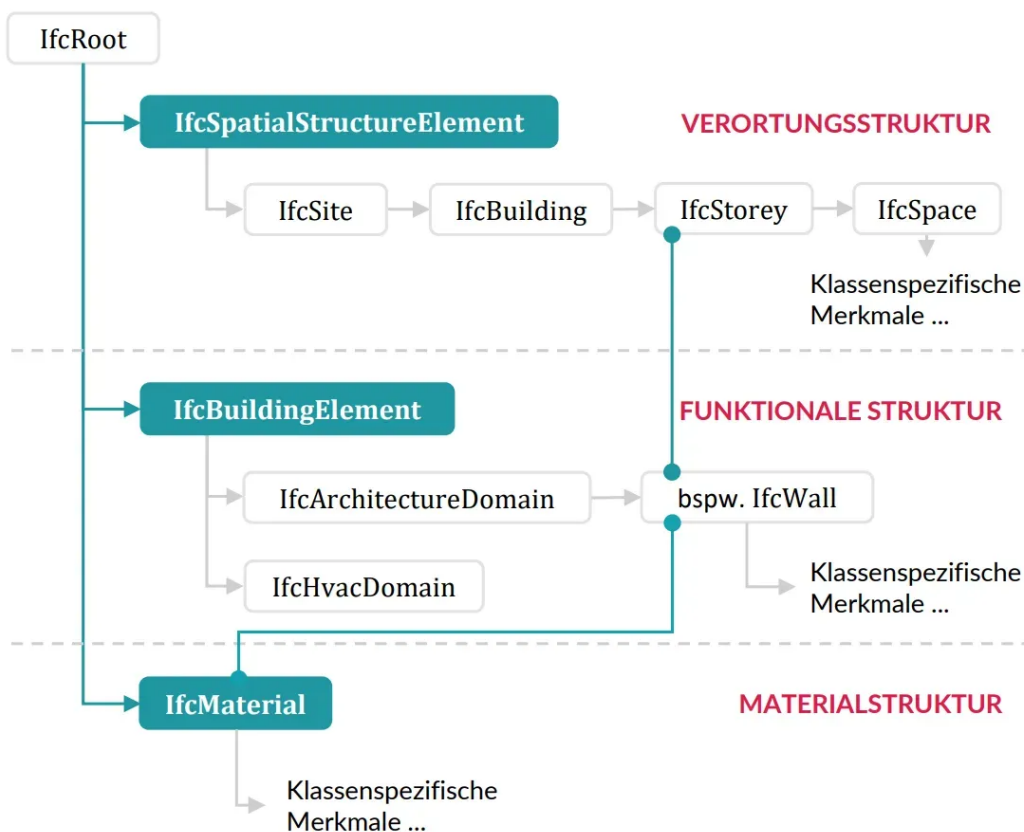 IfcRoot
IfcSpatialStructureElement
VERORTUNGSSTRUKTUR
IfcSite
IfcBuilding
IfcStorey
IfcSpace
Klassenspezifische
Merkmale ...
IfcBuildingElement
FUNKTIONALE STRUKTUR
IfcArchitectureDomain
bspw. IfcWall
IfcHvacDomain
Klassenspezifische
Merkmale ...
IfcMaterial
MATERIALSTRUKTUR
Klassenspezifische
Merkmale ...